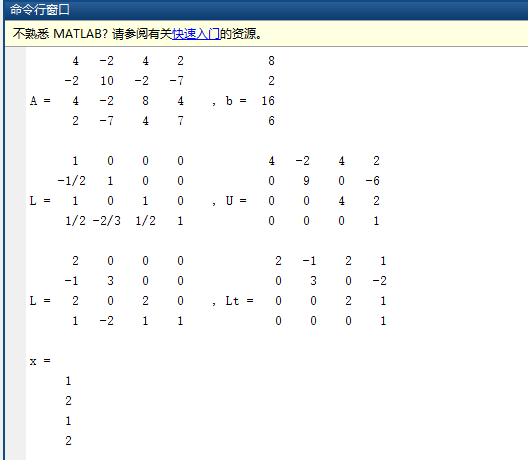 命令行窗口
不熟悉 MATLAB? 请参阅有关快速入门的资源。
4 -2 4 2 8
-2 10 -2 -7 2
A = 4 -2 8 4 , b = 16
2 -7 4 7 6
1 0 0 0 4 -2 4 2
-1/2 1 0 0 0 9 0 -6
L = 1 0 1 0 , U = 0 0 4 2
1/2 -2/3 1/2 1 0 0 0 1
2 0 0 0 2 -1 2 1
-1 3 0 0 0 3 0 -2
L = 2 0 2 0 , Lt = 0 0 2 1
1 -2 1 1 0 0 0 1
x =
1
2
1
2